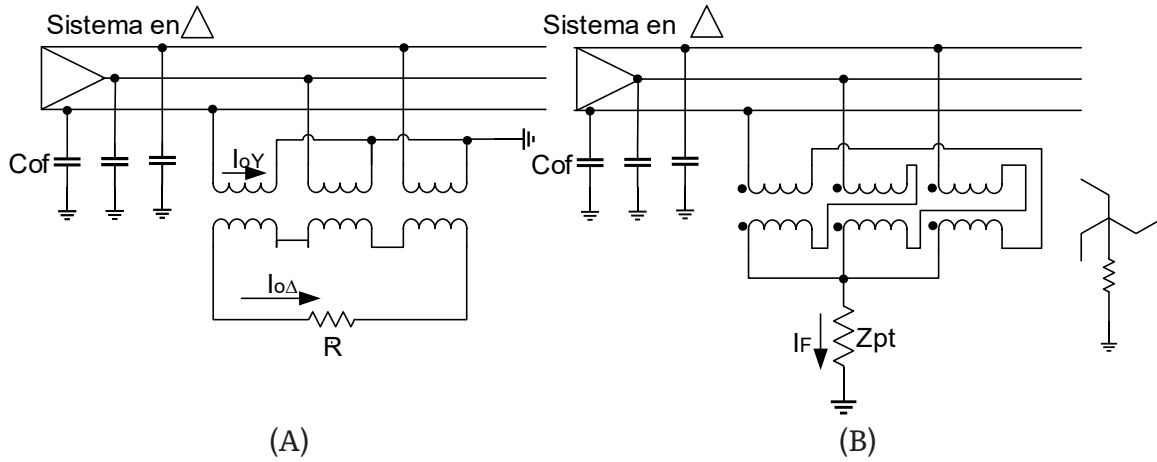 Sistema en
Cof
IoY
IoΔ
R
(A)
Sistema en
Cof
IF
Zpt
(B)